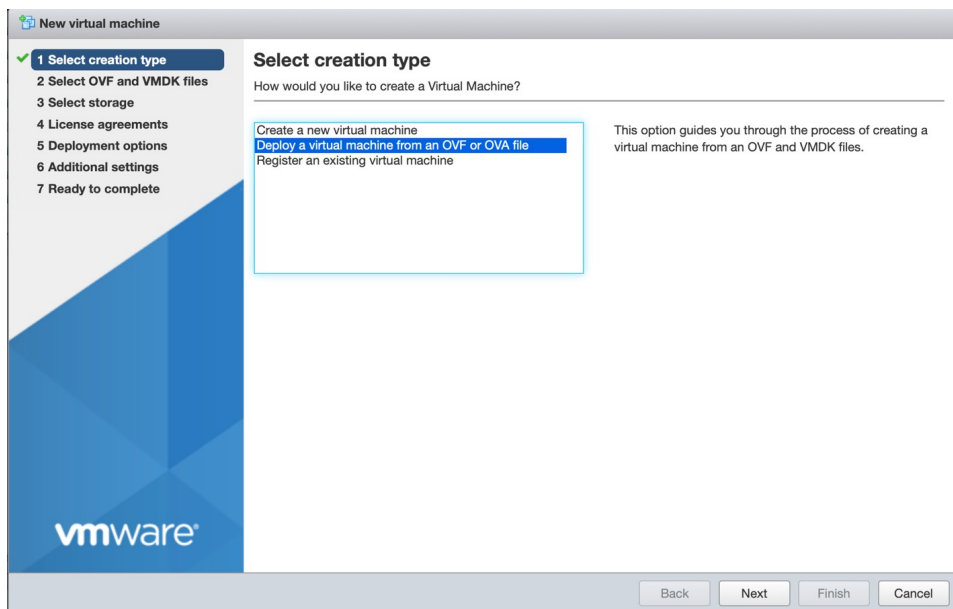 New virtual machine
1 Select creation type
2 Select OVF and VMDK files
3 Select storage
4 License agreements
5 Deployment options
6 Additional settings
7 Ready to complete
vmware®
Select creation type
How would you like to create a Virtual Machine?
Create a new virtual machine
Deploy a virtual machine from an OVF or OVA file
Register an existing virtual machine
This option guides you through the process of creating a
virtual machine from an OVF and VMDK files.
Back
Next
Finish
Cancel